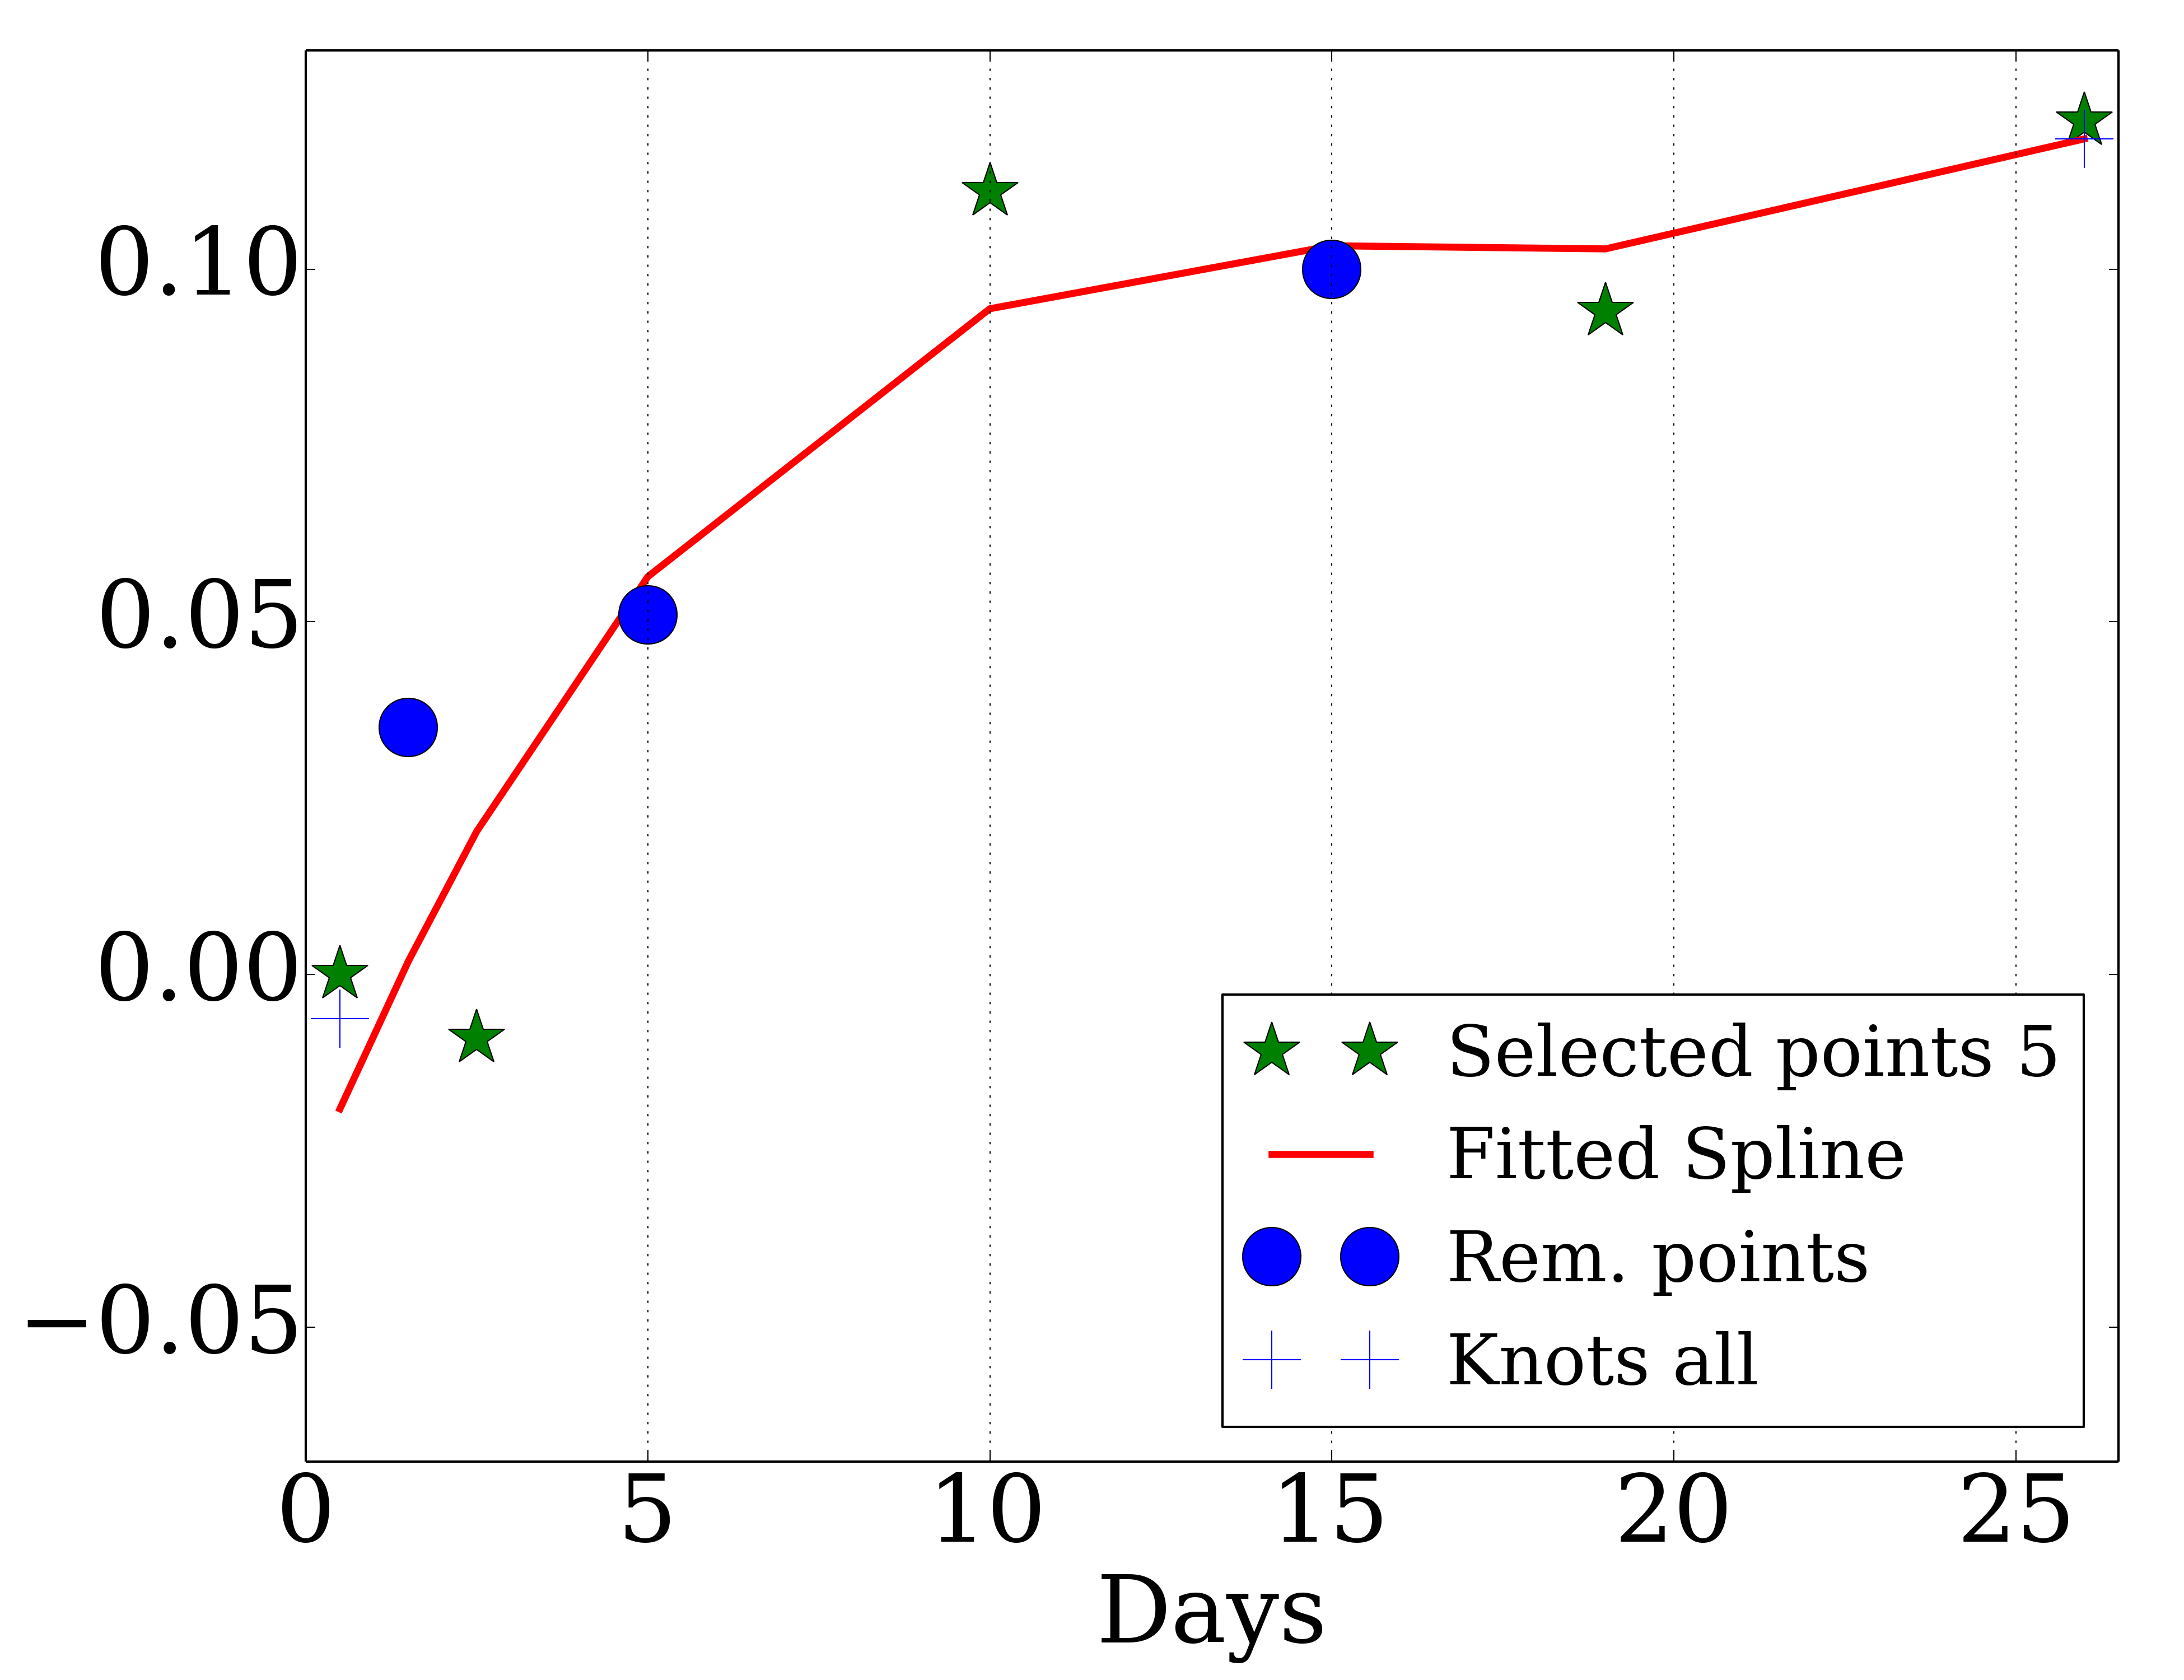 0.10
0.05
0.00
−0.05
Selected points 5
Fitted Spline
Rem. points
Knots all
0 5 10 15 20 25
Days